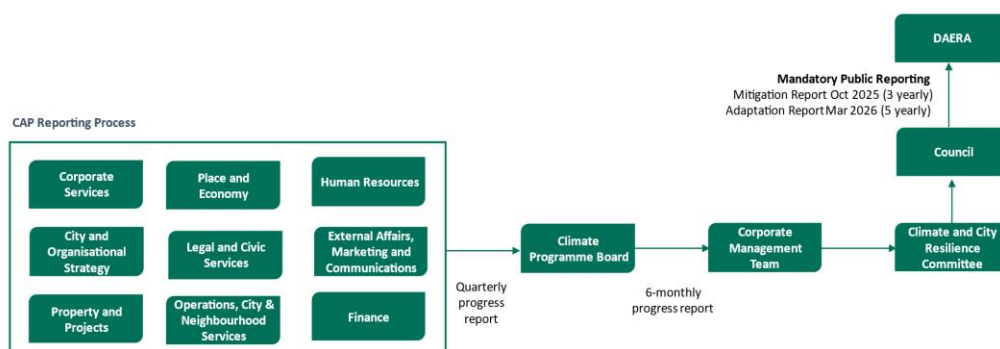 DAERA
Mandatory Public Reporting
Mitigation Report Oct 2025 (3 yearly)
Adaptation Report Mar 2026 (5 yearly)
CAP Reporting Process
Council
Corporate
Services
Place and
Economy
Human Resources
City and
Organisational
Strategy
Legal and Civic
Services
External Affairs,
Marketing and
Communications
Property and
Projects
Operations, City &
Neighbourhood
Services
Finance
Quarterly
progress
report
Climate
Programme Board
6-monthly
progress report
Corporate
Management
Team
Climate and City
Resilience
Committee